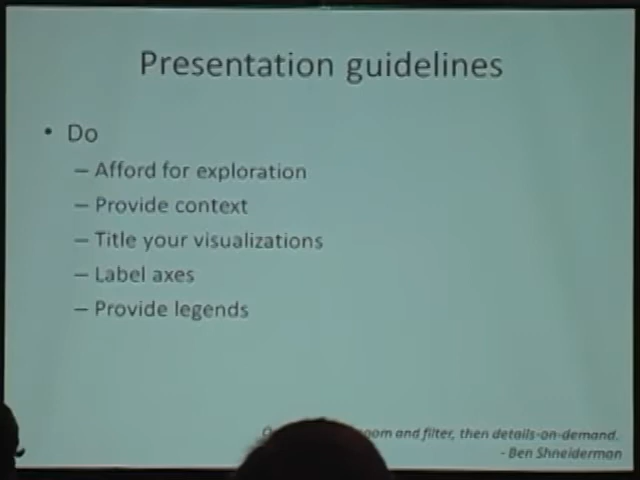 Presentation guidelines
• Do
– Afford for exploration
– Provide context
– Title your visualizations
– Label axes
– Provide legends
and filter, then details-on-demand.
- Ben Shneiderman